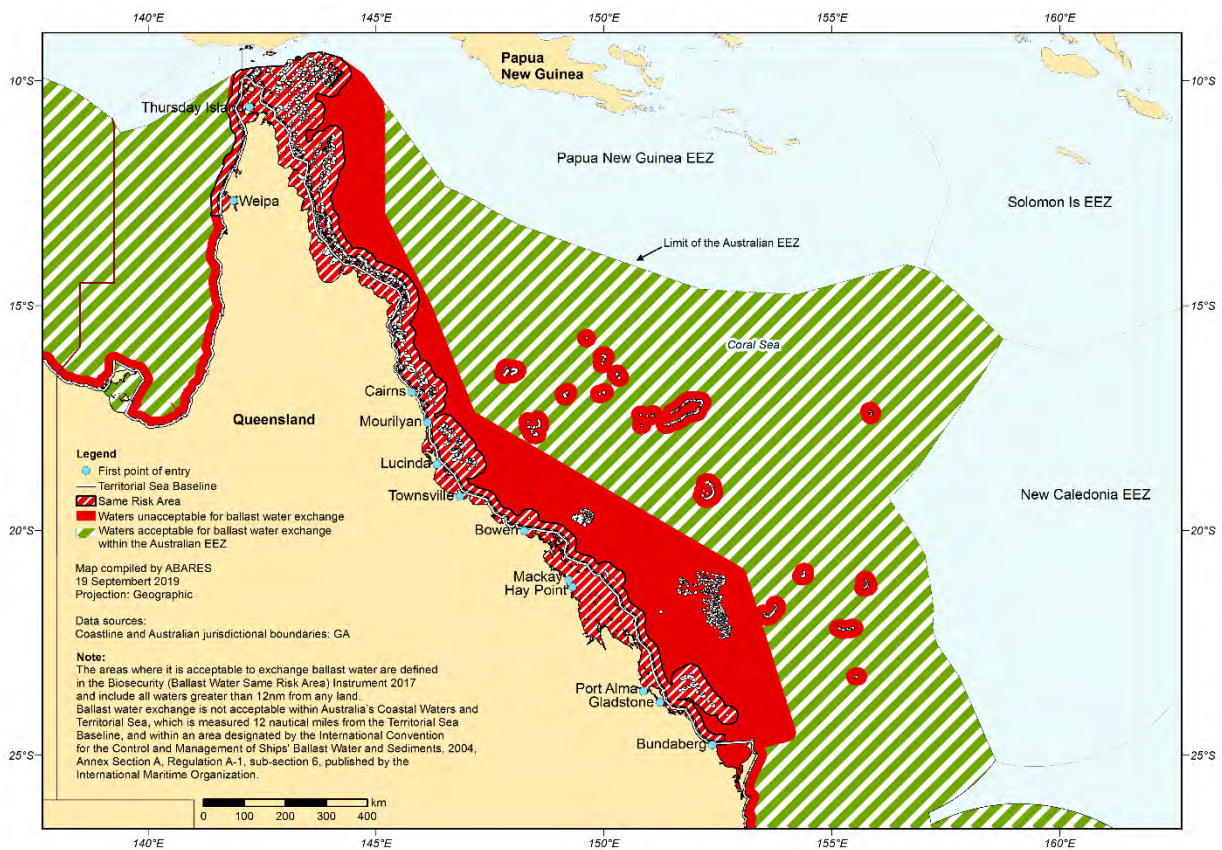 140°E
145°E
150°E
155°E
160°E
Papua
New Guinea
10°S
10°S
Thursday Island
Papua New Guinea EEZ
Solomon Is EEZ
Weipa
Limit of the Australian EEZ
15°S
15°S
Coral Sea
Cairns
Mourilyan
Queensland
Lucinda
Townsville
New Caledonia EEZ
20°S
20°S
Bowen
Mackay
Hay Point
Port Alma
Gladstone
Bundaberg
25°S
25°S
Legend
First point of entry
Territorial Sea Baseline
Same Risk Area
Waters unacceptable for ballast water exchange
Waters acceptable for ballast water exchange
within the Australian EEZ
Map compiled by ABARES
19 Septembert 2019
Projection: Geographic
Data sources:
Coastline and Australian jurisdictional boundaries: GA
Note:
The areas where it is acceptable to exchange ballast water are defined
in the Biosecurity (Ballast Water Same Risk Area) Instrument 2017
and include all waters greater than 12nm from any land.
Ballast water exchange is not acceptable within Australia's Coastal Waters and
Territorial Sea, which is measured 12 nautical miles from the Territorial Sea
Baseline, and within an area designated by the International Convention
for the Control and Management of Ships' Ballast Water and Sediments, 2004,
Annex Section A, Regulation A-1, sub-section 6, published by the
International Maritime Organization.
km
0 100 200 300 400
140°E
145°E
150°E
155°E
160°E